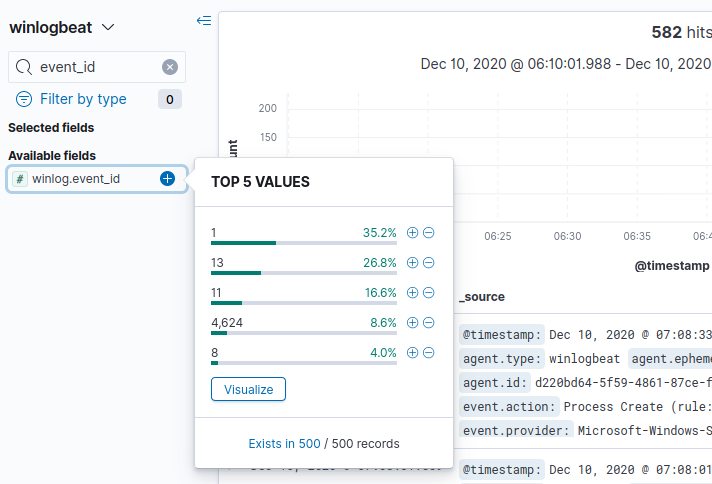 winlogbeat
event_id
Filter by type 0
Selected fields
Available fields
# winlog.event_id
TOP 5 VALUES
1 35.2%
13 26.8%
11 16.6%
4,624 8.6%
8 4.0%
Visualize
Exists in 500 / 500 records
582 hits
Dec 10, 2020 @ 06:10:01.988 - Dec 10, 2020
200
150
06:25 06:30 06:35
@timestamp
_source
@timestamp: Dec 10, 2020 @ 07:08:33
agent.type: winlogbeat agent.ephem
agent.id: d220bd64-5f59-4861-87ce-f
event.action: Process Create (rule:
event.provider: Microsoft-Windows-S
@timestamp: Dec 10, 2020 @ 07:08:01